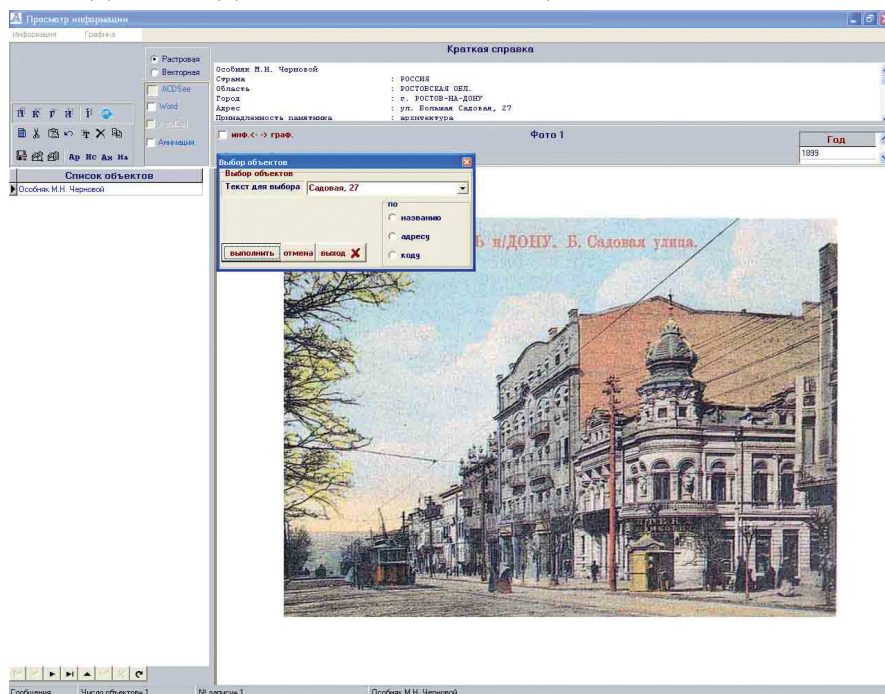 Просмотр информации
Информация Графика
Растровая
Векторная
ACDSee
Word
Анимация
Ар Ис Ан На
Краткая справка
Особняк М.Н. Черновой
Страна : РОССИЯ
Область : РОСТОВСКАЯ ОБЛ.
Город : г. РОСТОВ-НА-ДОНУ
Адрес : ул. Большая Садовая, 27
Принадлежность памятника : архитектура
инф.<-> граф.
Фото 1
Год
1899
Список объектов
Особняк М.Н. Черновой
Выбор объектов
Выбор объектов
Текст для выбора Садовая, 27
по
названию
адресу
коду
выполнить отмена выход
н/ДОНУ. Б. Садовая улица.
Сообщения Число объектов= 1 № записи= 1 Особняк М.Н. Черновой